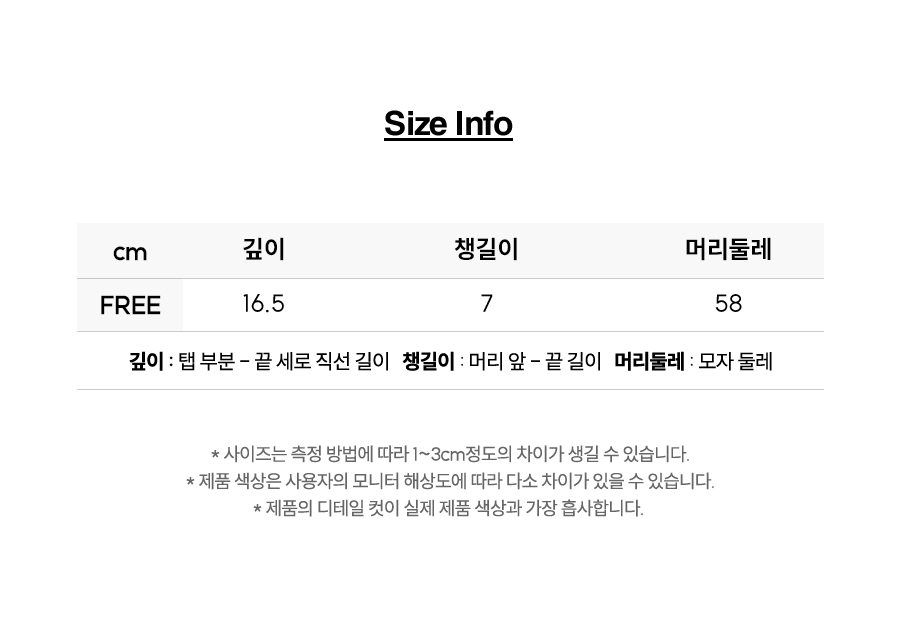 Size Info
cm 깊이 챙길이 머리둘레
FREE 16.5 7 58
깊이 : 탭 부분 – 끝 세로 직선 길이 챙길이 : 머리 앞 – 끝 길이 머리둘레 : 모자 둘레
* 사이즈는 측정 방법에 따라 1~3cm정도의 차이가 생길 수 있습니다.
* 제품 색상은 사용자의 모니터 해상도에 따라 다소 차이가 있을 수 있습니다.
* 제품의 디테일 컷이 실제 제품 색상과 가장 흡사합니다.